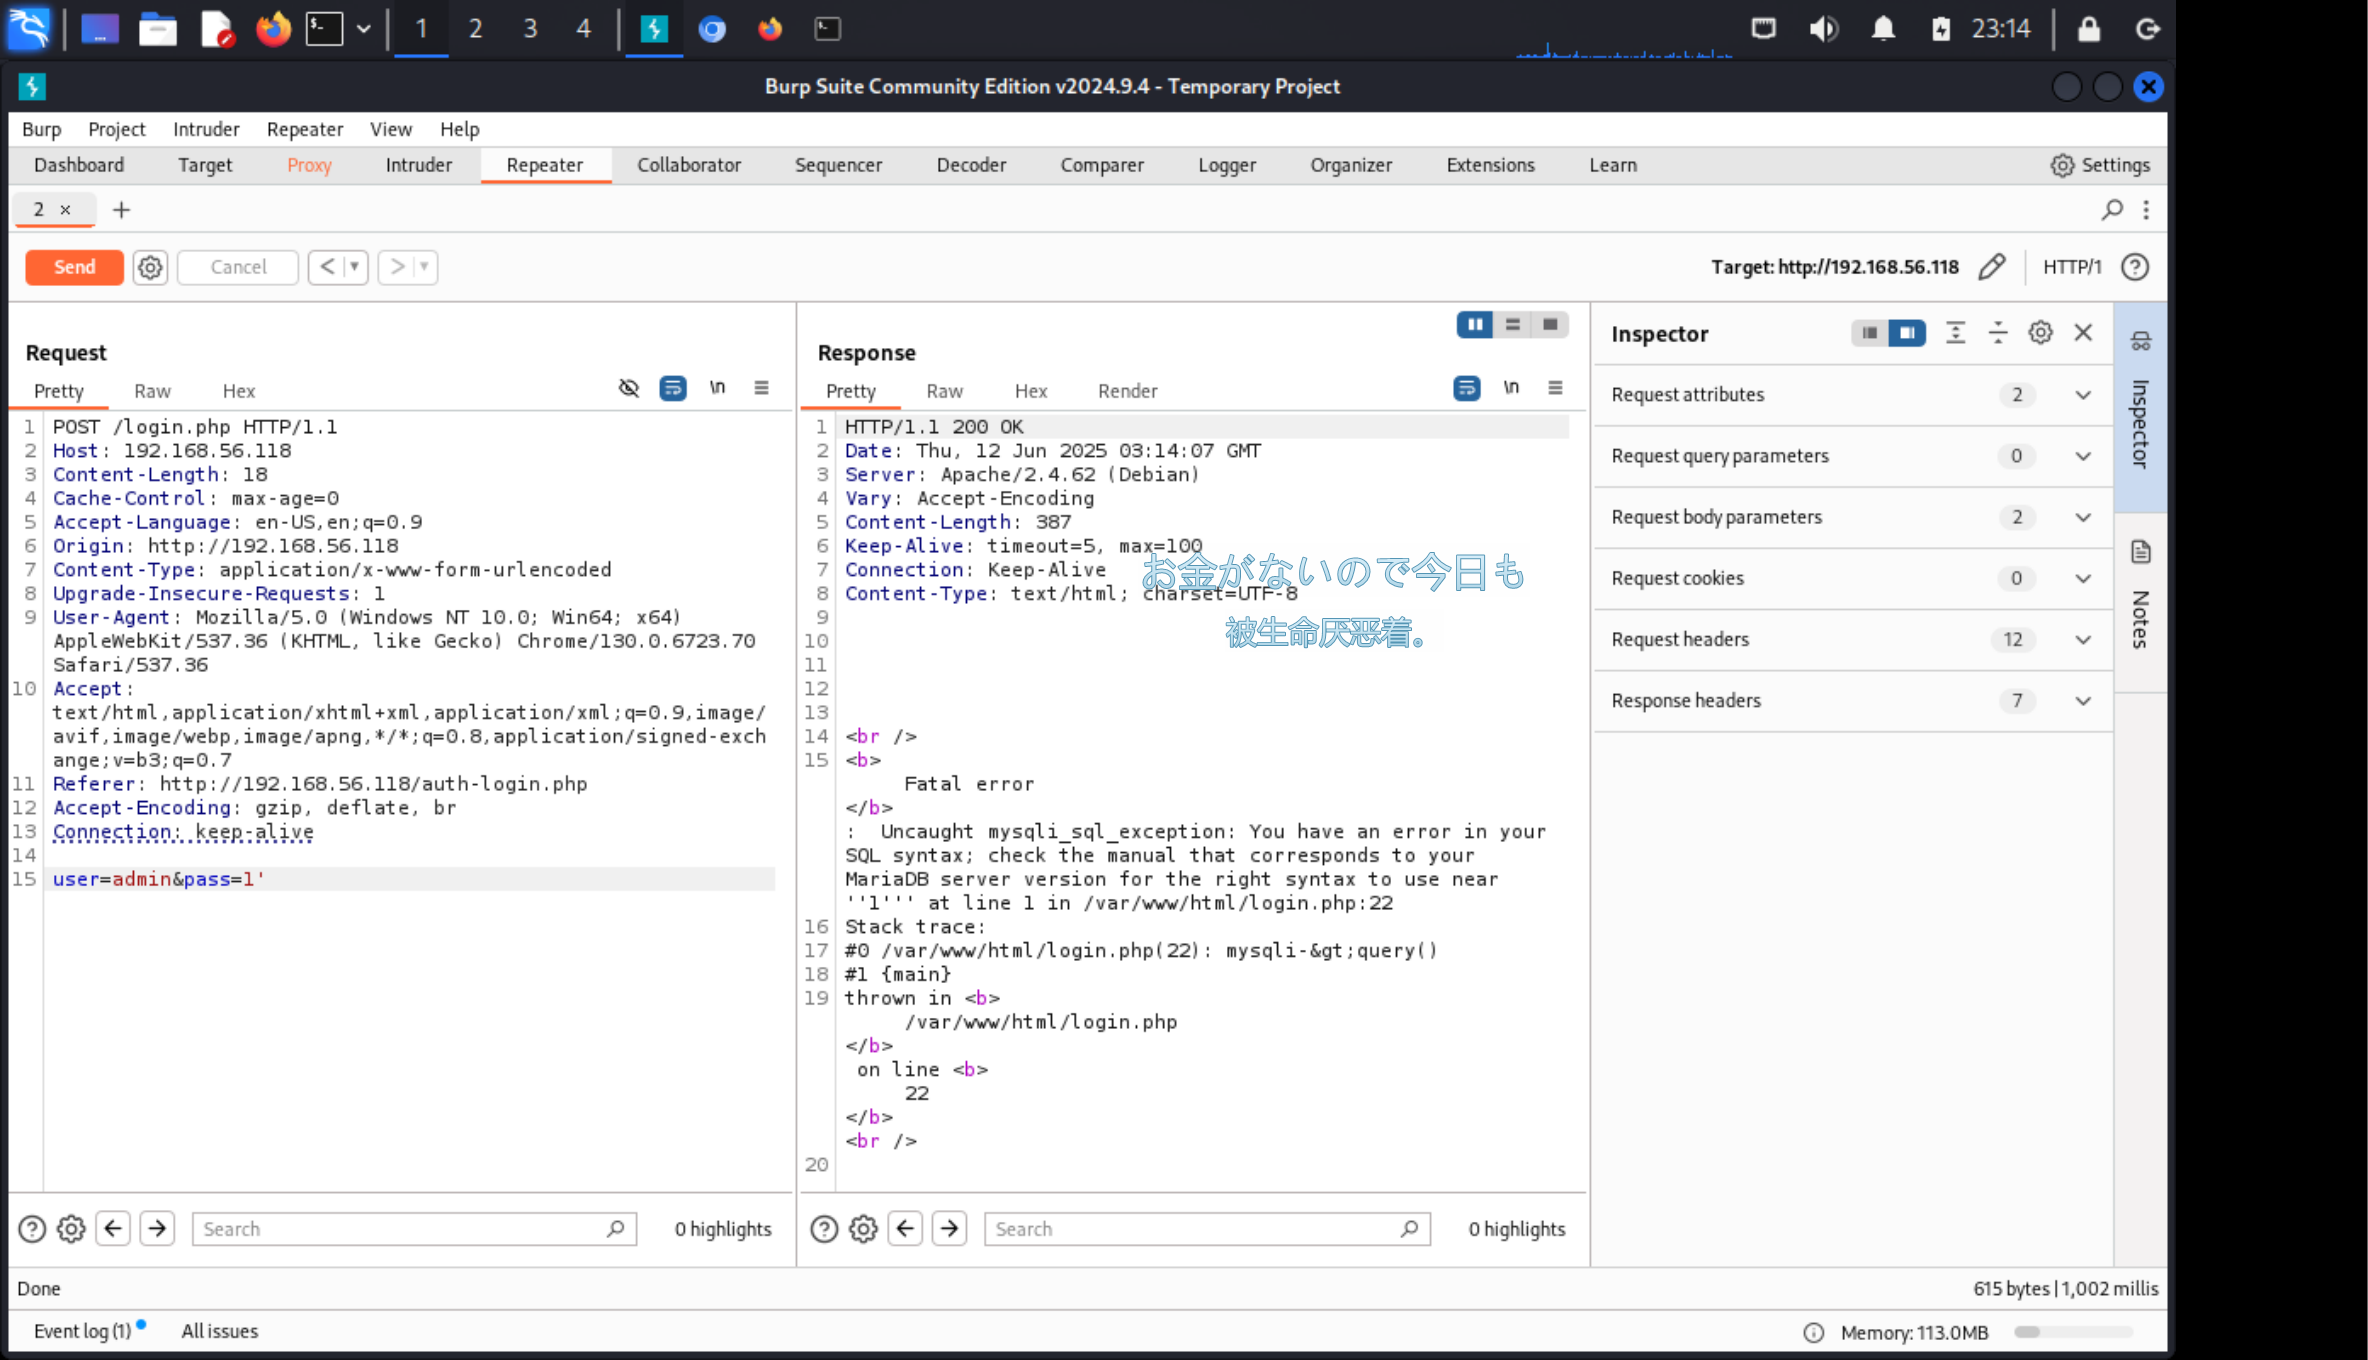 1 2 3 4 23:14
Burp Suite Community Edition v2024.9.4 - Temporary Project
Burp Project Intruder Repeater View Help
Dashboard Target Proxy Intruder Repeater Collaborator Sequencer Decoder Comparer Logger Organizer Extensions Learn Settings
2 × +
Send Cancel < > Target: http://192.168.56.118 HTTP/1
Request
Pretty Raw Hex \n
1 POST /login.php HTTP/1.1
2 Host: 192.168.56.118
3 Content-Length: 18
4 Cache-Control: max-age=0
5 Accept-Language: en-US,en;q=0.9
6 Origin: http://192.168.56.118
7 Content-Type: application/x-www-form-urlencoded
8 Upgrade-Insecure-Requests: 1
9 User-Agent: Mozilla/5.0 (Windows NT 10.0; Win64; x64)
AppleWebKit/537.36 (KHTML, like Gecko) Chrome/130.0.6723.70
Safari/537.36
10 Accept:
text/html,application/xhtml+xml,application/xml;q=0.9,image/
avif,image/webp,image/apng,*/*;q=0.8,application/signed-exch
ange;v=b3;q=0.7
11 Referer: http://192.168.56.118/auth-login.php
12 Accept-Encoding: gzip, deflate, br
13 Connection: keep-alive
14
15 user=admin&pass=1'
Search 0 highlights
Response
Pretty Raw Hex Render \n
1 HTTP/1.1 200 OK
2 Date: Thu, 12 Jun 2025 03:14:07 GMT
3 Server: Apache/2.4.62 (Debian)
4 Vary: Accept-Encoding
5 Content-Length: 387
6 Keep-Alive: timeout=5, max=100
7 Connection: Keep-Alive
8 Content-Type: text/html; charset=UTF-8
お金がないので今日も
被生命厌恶着。
9
10
11
12
13
14 <br />
15 <b>
Fatal error
</b>
: Uncaught mysqli_sql_exception: You have an error in your
SQL syntax; check the manual that corresponds to your
MariaDB server version for the right syntax to use near
''1''' at line 1 in /var/www/html/login.php:22
16 Stack trace:
17 #0 /var/www/html/login.php(22): mysqli-&gt;query()
18 #1 {main}
19 thrown in <b>
/var/www/html/login.php
</b>
on line <b>
22
</b>
<br />
20
Search 0 highlights
Inspector
Request attributes 2
Request query parameters 0
Request body parameters 2
Request cookies 0
Request headers 12
Response headers 7
Inspector
Notes
Done 615 bytes | 1,002 millis
Event log (1) All issues Memory: 113.0MB